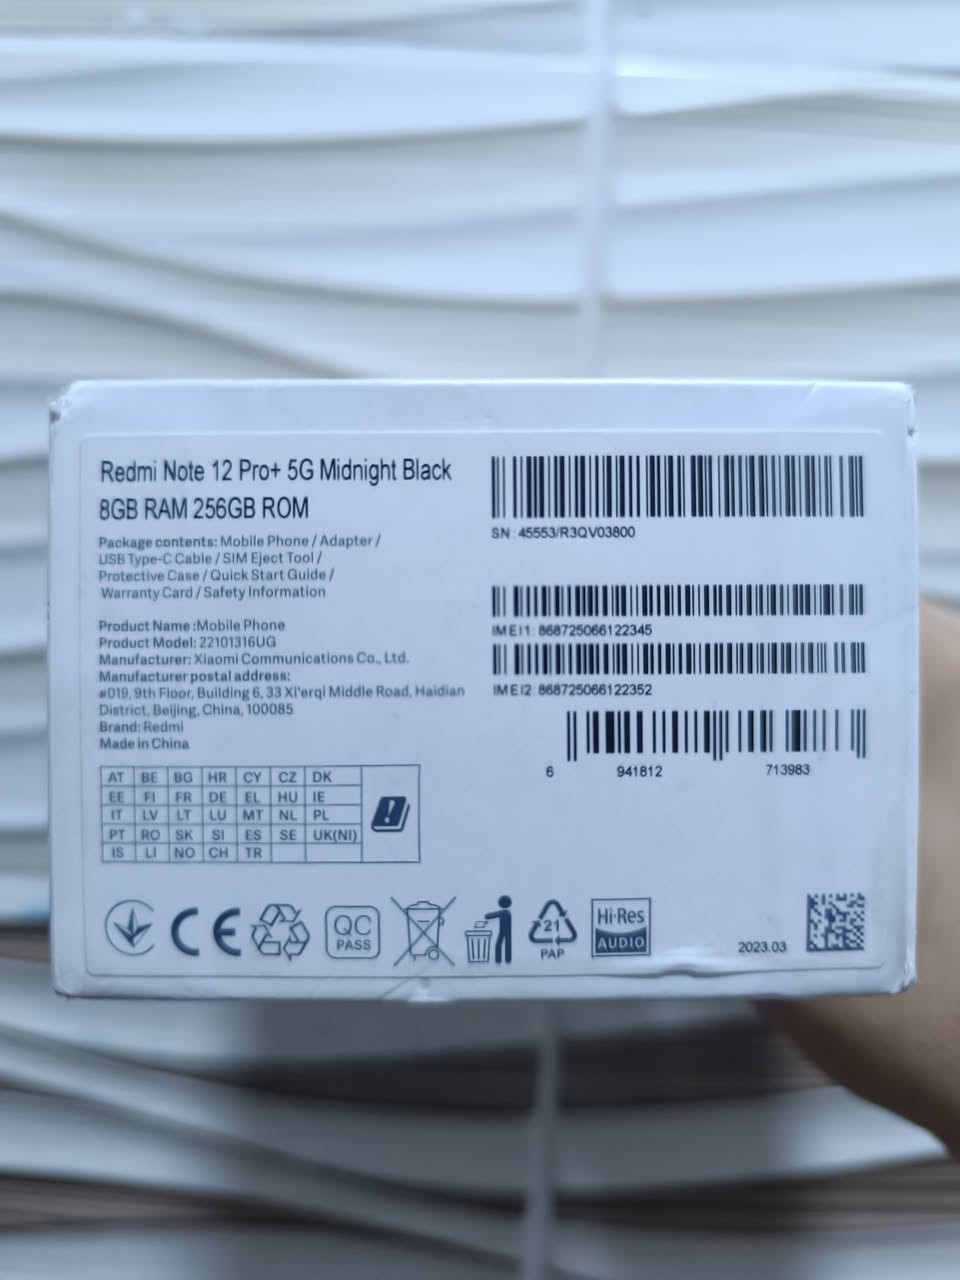 Redmi Note 12 Pro+ 5G Midnight Black
8GB RAM 256GB ROM
Package contents: Mobile Phone / Adapter /
USB Type-C Cable / SIM Eject Tool /
Protective Case / Quick Start Guide /
Warranty Card / Safety Information
Product Name :Mobile Phone
Product Model: 22101316UG
Manufacturer: Xiaomi Communications Co., Ltd.
Manufacturer postal address:
#019, 9th Floor, Building 6, 33 Xi'erqi Middle Road, Haidian
District, Beijing, China, 100085
Brand: Redmi
Made in China
AT BE BG HR CY CZ DK
EE FI FR DE EL HU IE
IT LV LT LU MT NL PL
PT RO SK SI ES SE UK(NI)
IS LI NO CH TR
SN: 45553/R3QV03800
IMEI1: 868725066122345
IMEI2: 868725066122352
6 941812 713983
CE
QC
PASS
21
PAP
Hi-Res
AUDIO
2023.03